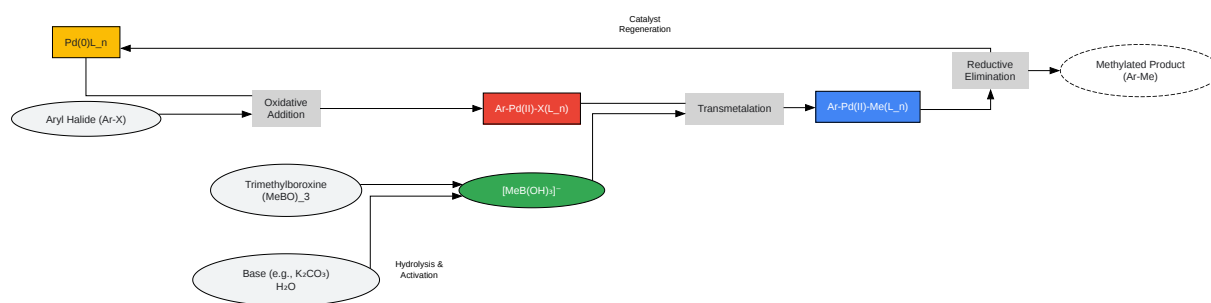 Catalyst
Regeneration
Pd(0)L_n
Reductive
Elimination
Methylated Product
(Ar-Me)
Oxidative
Addition
Ar-Pd(II)-X(L_n)
Transmetalation
Ar-Pd(II)-Me(L_n)
Aryl Halide (Ar-X)
Trimethylboroxine
(MeBO)_3
[MeB(OH)₃]⁻
Hydrolysis &
Activation
Base (e.g., K₂CO₃)
H₂O